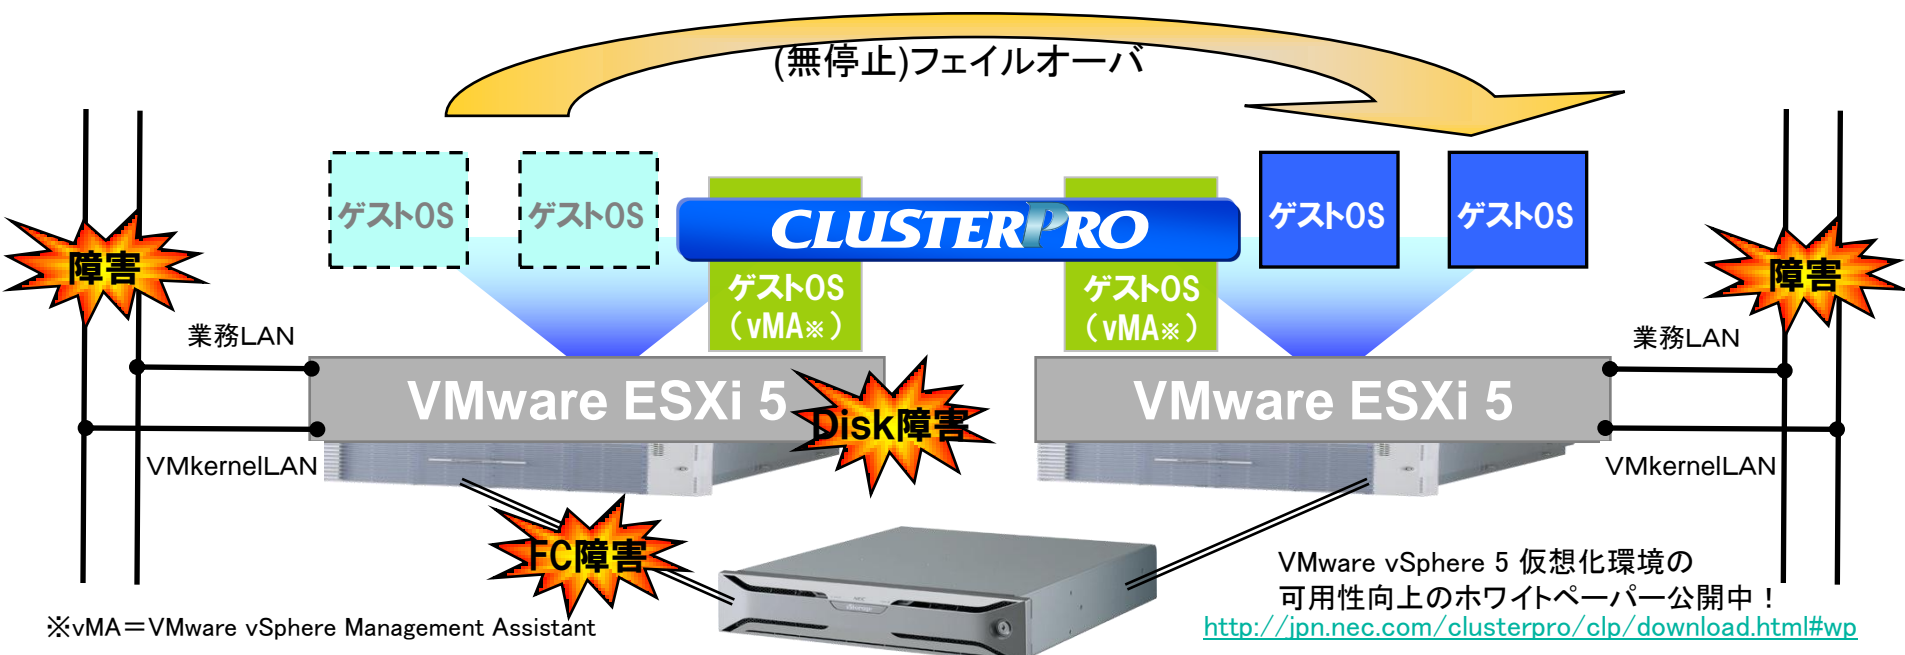 (無停止)フェイルオーバ
ゲストOS
ゲストOS
CLUSTERPRO
ゲストOS
ゲストOS
障害
障害
ゲストOS
(vMA※)
ゲストOS
(vMA※)
業務LAN
業務LAN
VMware ESXi 5
VMware ESXi 5
Disk障害
VMkernelLAN
VMkernelLAN
FC障害
VMware vSphere 5 仮想化環境の
可用性向上のホワイトペーパー公開中！
http://jpn.nec.com/clusterpro/clp/download.html#wp
※vMA＝VMware vSphere Management Assistant
NEC